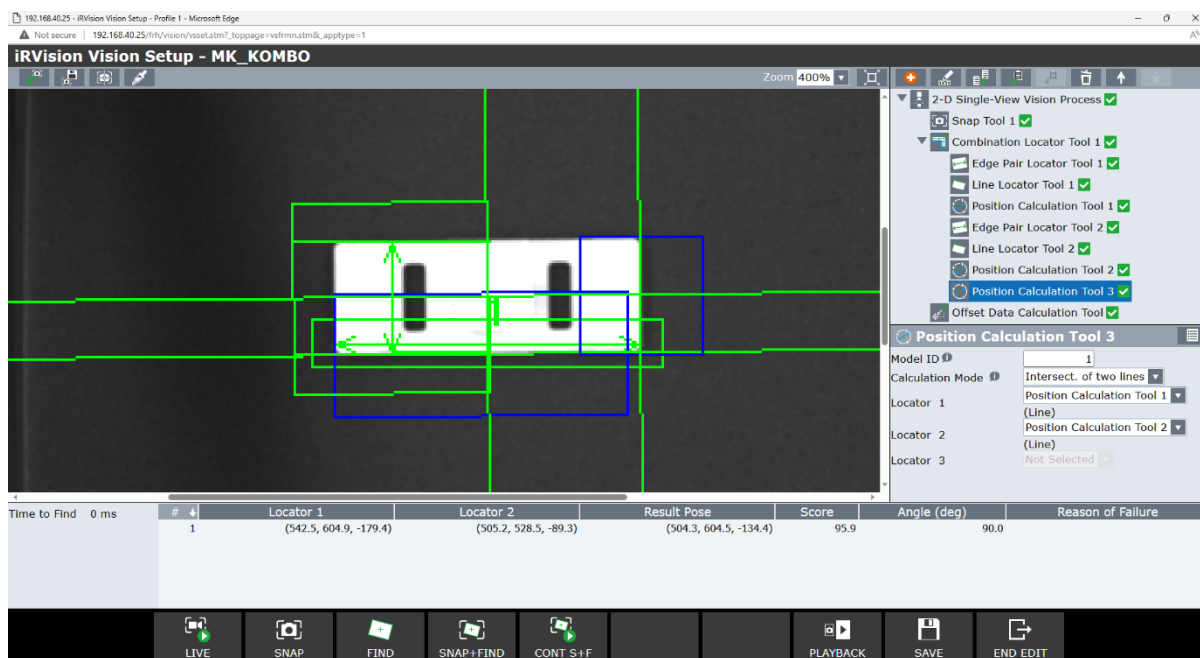 192.168.40.25 - iRVision Vision Setup - Profile 1 - Microsoft Edge
Not secure 192.168.40.25/frh/vision/vsset.stm?_toppage=vsfrmn.stm&_apptype=1
iRVision Vision Setup - MK_KOMBO
Zoom 400%
2-D Single-View Vision Process
Snap Tool 1
Combination Locator Tool 1
Edge Pair Locator Tool 1
Line Locator Tool 1
Position Calculation Tool 1
Edge Pair Locator Tool 2
Line Locator Tool 2
Position Calculation Tool 2
Position Calculation Tool 3
Offset Data Calculation Tool
Position Calculation Tool 3
Model ID 1
Calculation Mode Intersect. of two lines
Locator 1 Position Calculation Tool 1
(Line)
Locator 2 Position Calculation Tool 2
(Line)
Locator 3 Not Selected
Time to Find 0 ms
# Locator 1 Locator 2 Result Pose Score Angle (deg) Reason of Failure
1 (542.5, 604.9, -179.4) (505.2, 528.5, -89.3) (504.3, 604.5, -134.4) 95.9 90.0
LIVE SNAP FIND SNAP+FIND CONT S+F PLAYBACK SAVE END EDIT